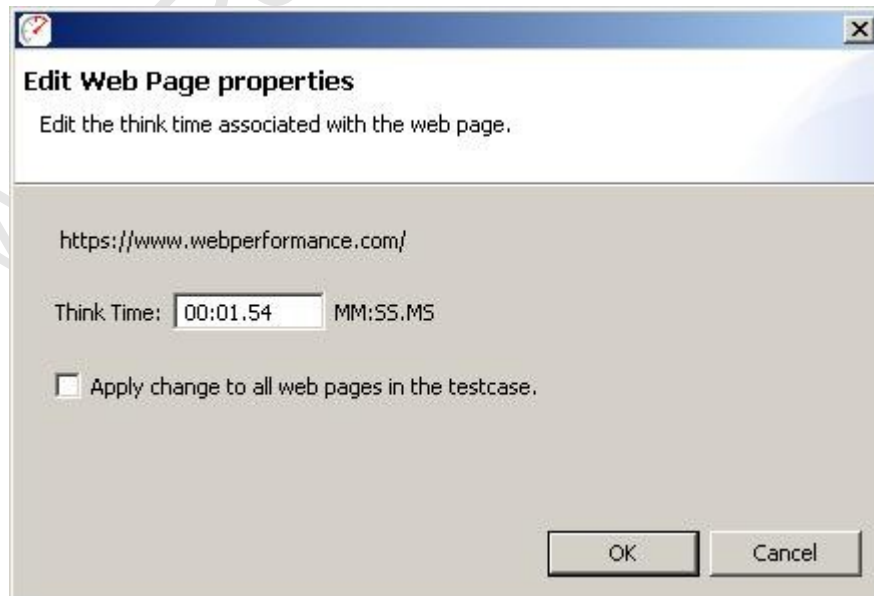 Edit Web Page properties
Edit the think time associated with the web page.
https://www.webperformance.com/
Think Time: 00:01.54 MM:SS.MS
Apply change to all web pages in the testcase.
OK Cancel